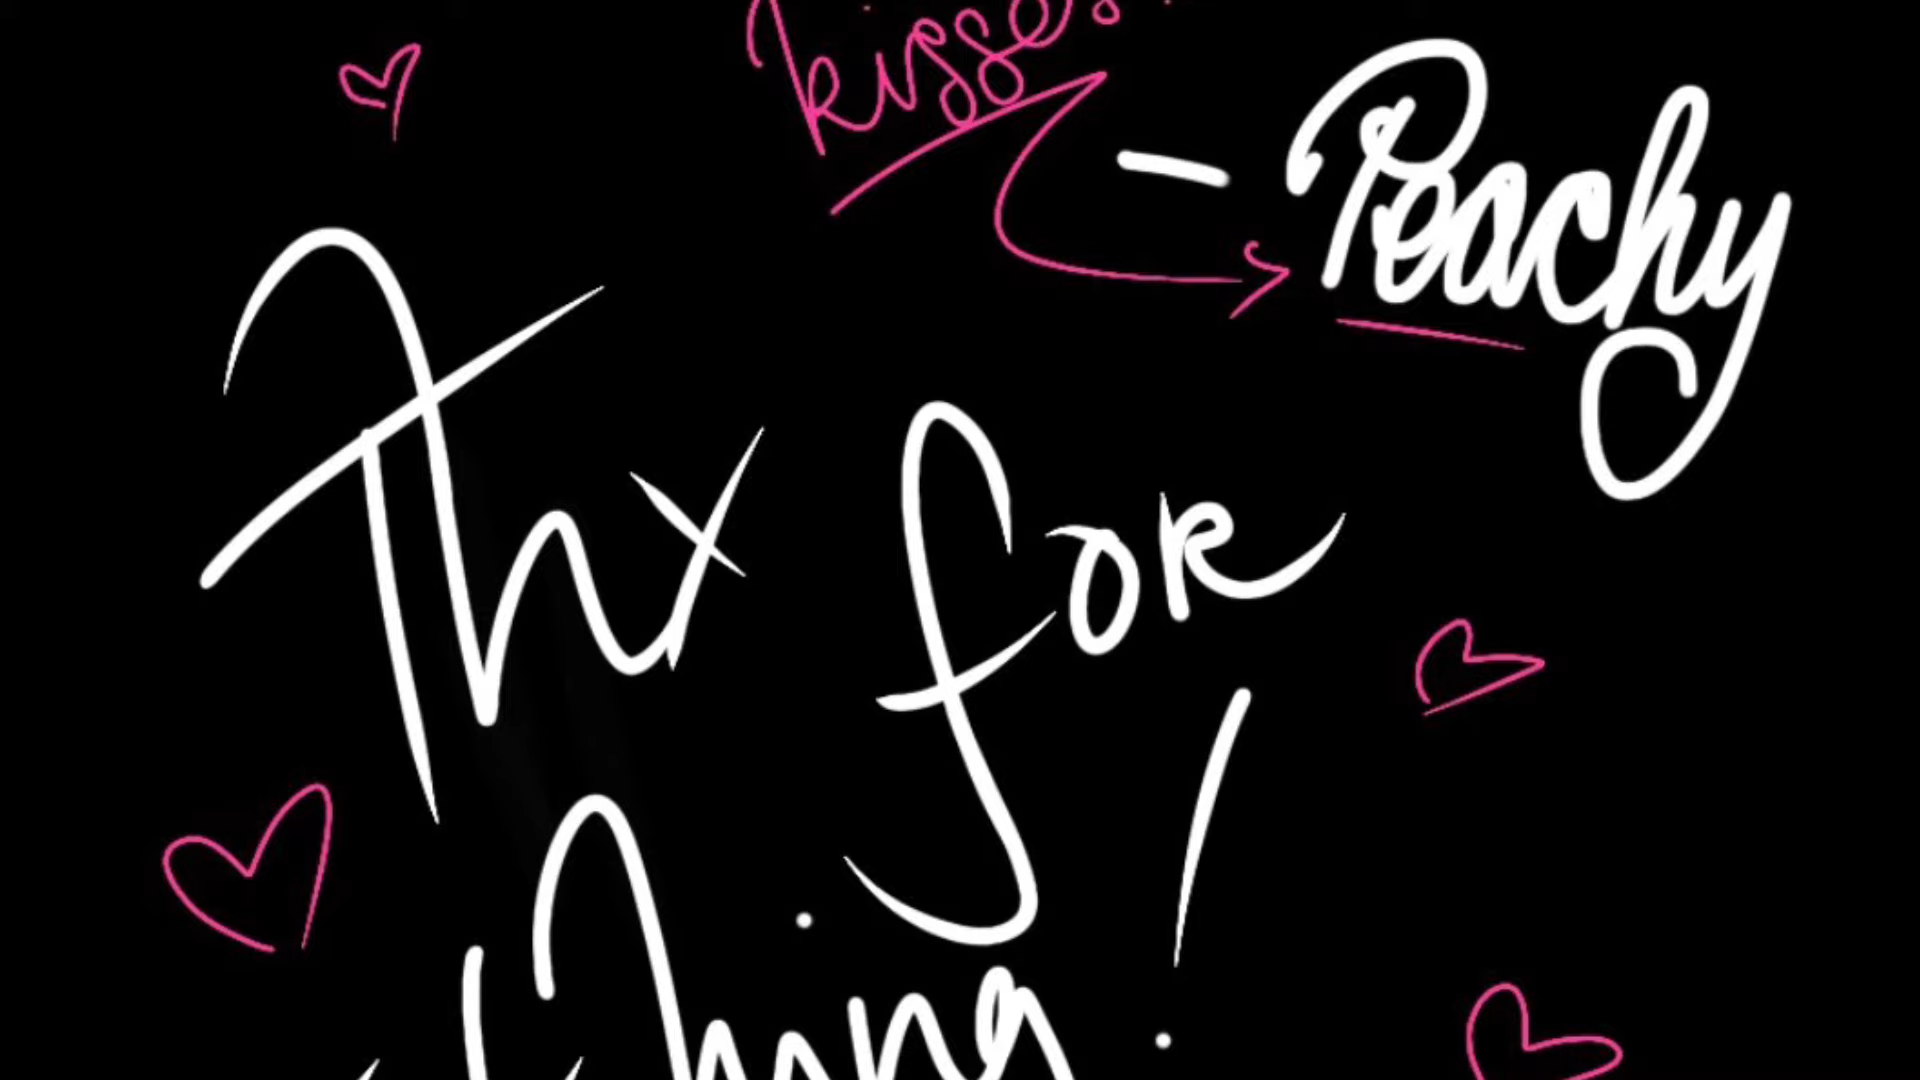 kisses
- Peachy
Thx for